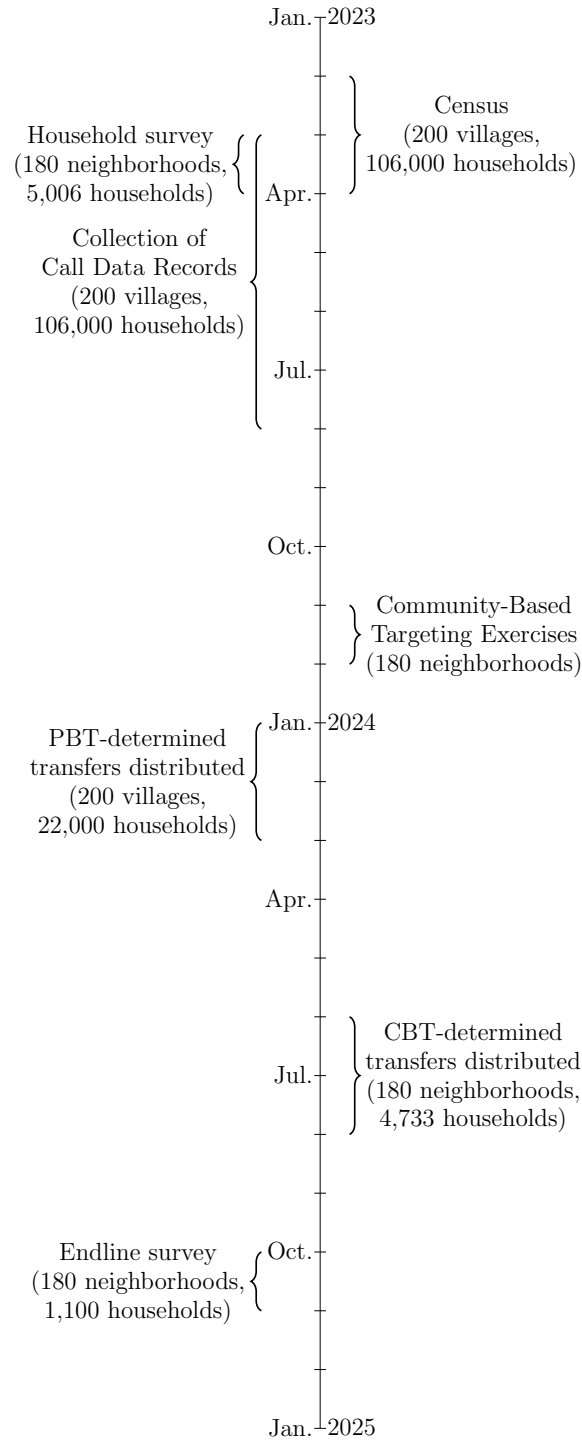 Jan. 2023
Census
(200 villages,
106,000 households)
Household survey
(180 neighborhoods,
5,006 households)
Apr.
Collection of
Call Data Records
(200 villages,
106,000 households)
Jul.
Oct.
Community-Based
Targeting Exercises
(180 neighborhoods)
Jan. 2024
PBT-determined
transfers distributed
(200 villages,
22,000 households)
Apr.
CBT-determined
transfers distributed
(180 neighborhoods,
4,733 households)
Jul.
Oct.
Endline survey
(180 neighborhoods,
1,100 households)
Jan. 2025